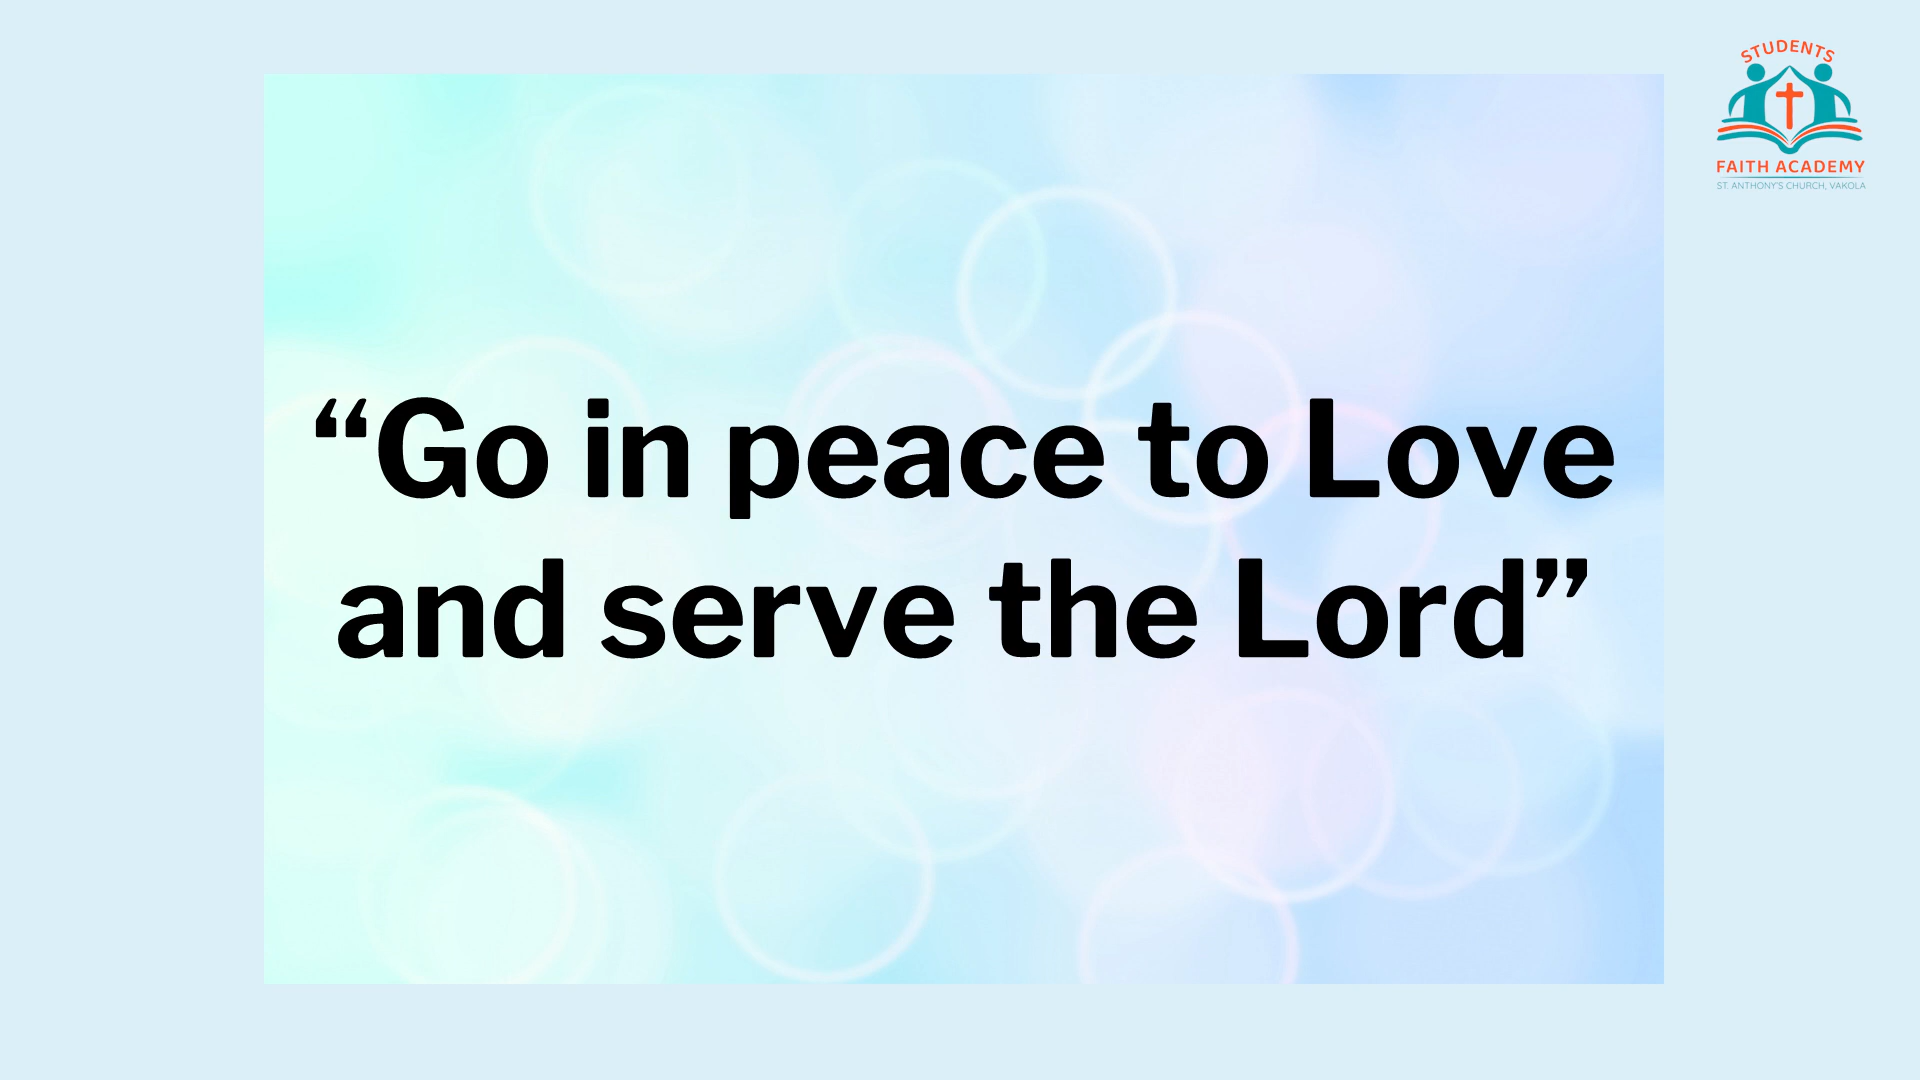 STUDENTS
FAITH ACADEMY
ST. ANTHONY'S CHURCH, VAKOLA
“Go in peace to Love
and serve the Lord”